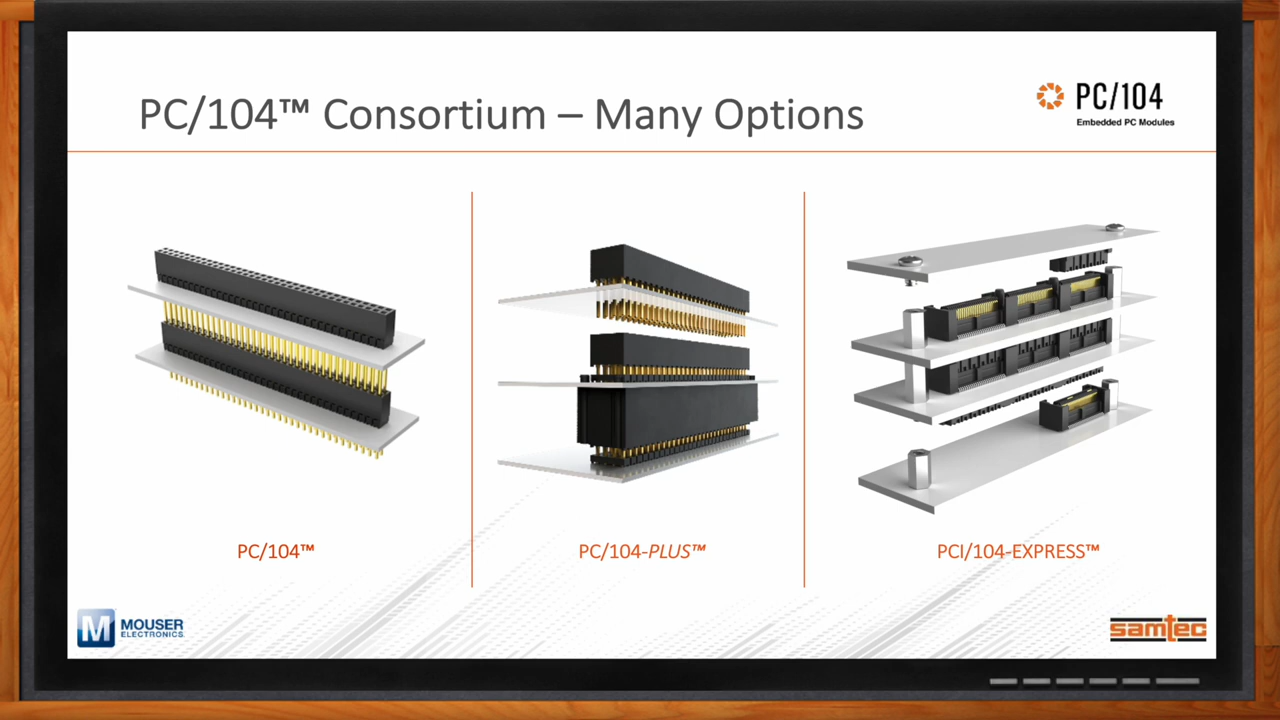 PC/104™ Consortium – Many Options
PC/104
Embedded PC Modules
PC/104™
PC/104-PLUS™
PCI/104-EXPRESS™
M MOUSER
ELECTRONICS
samtec